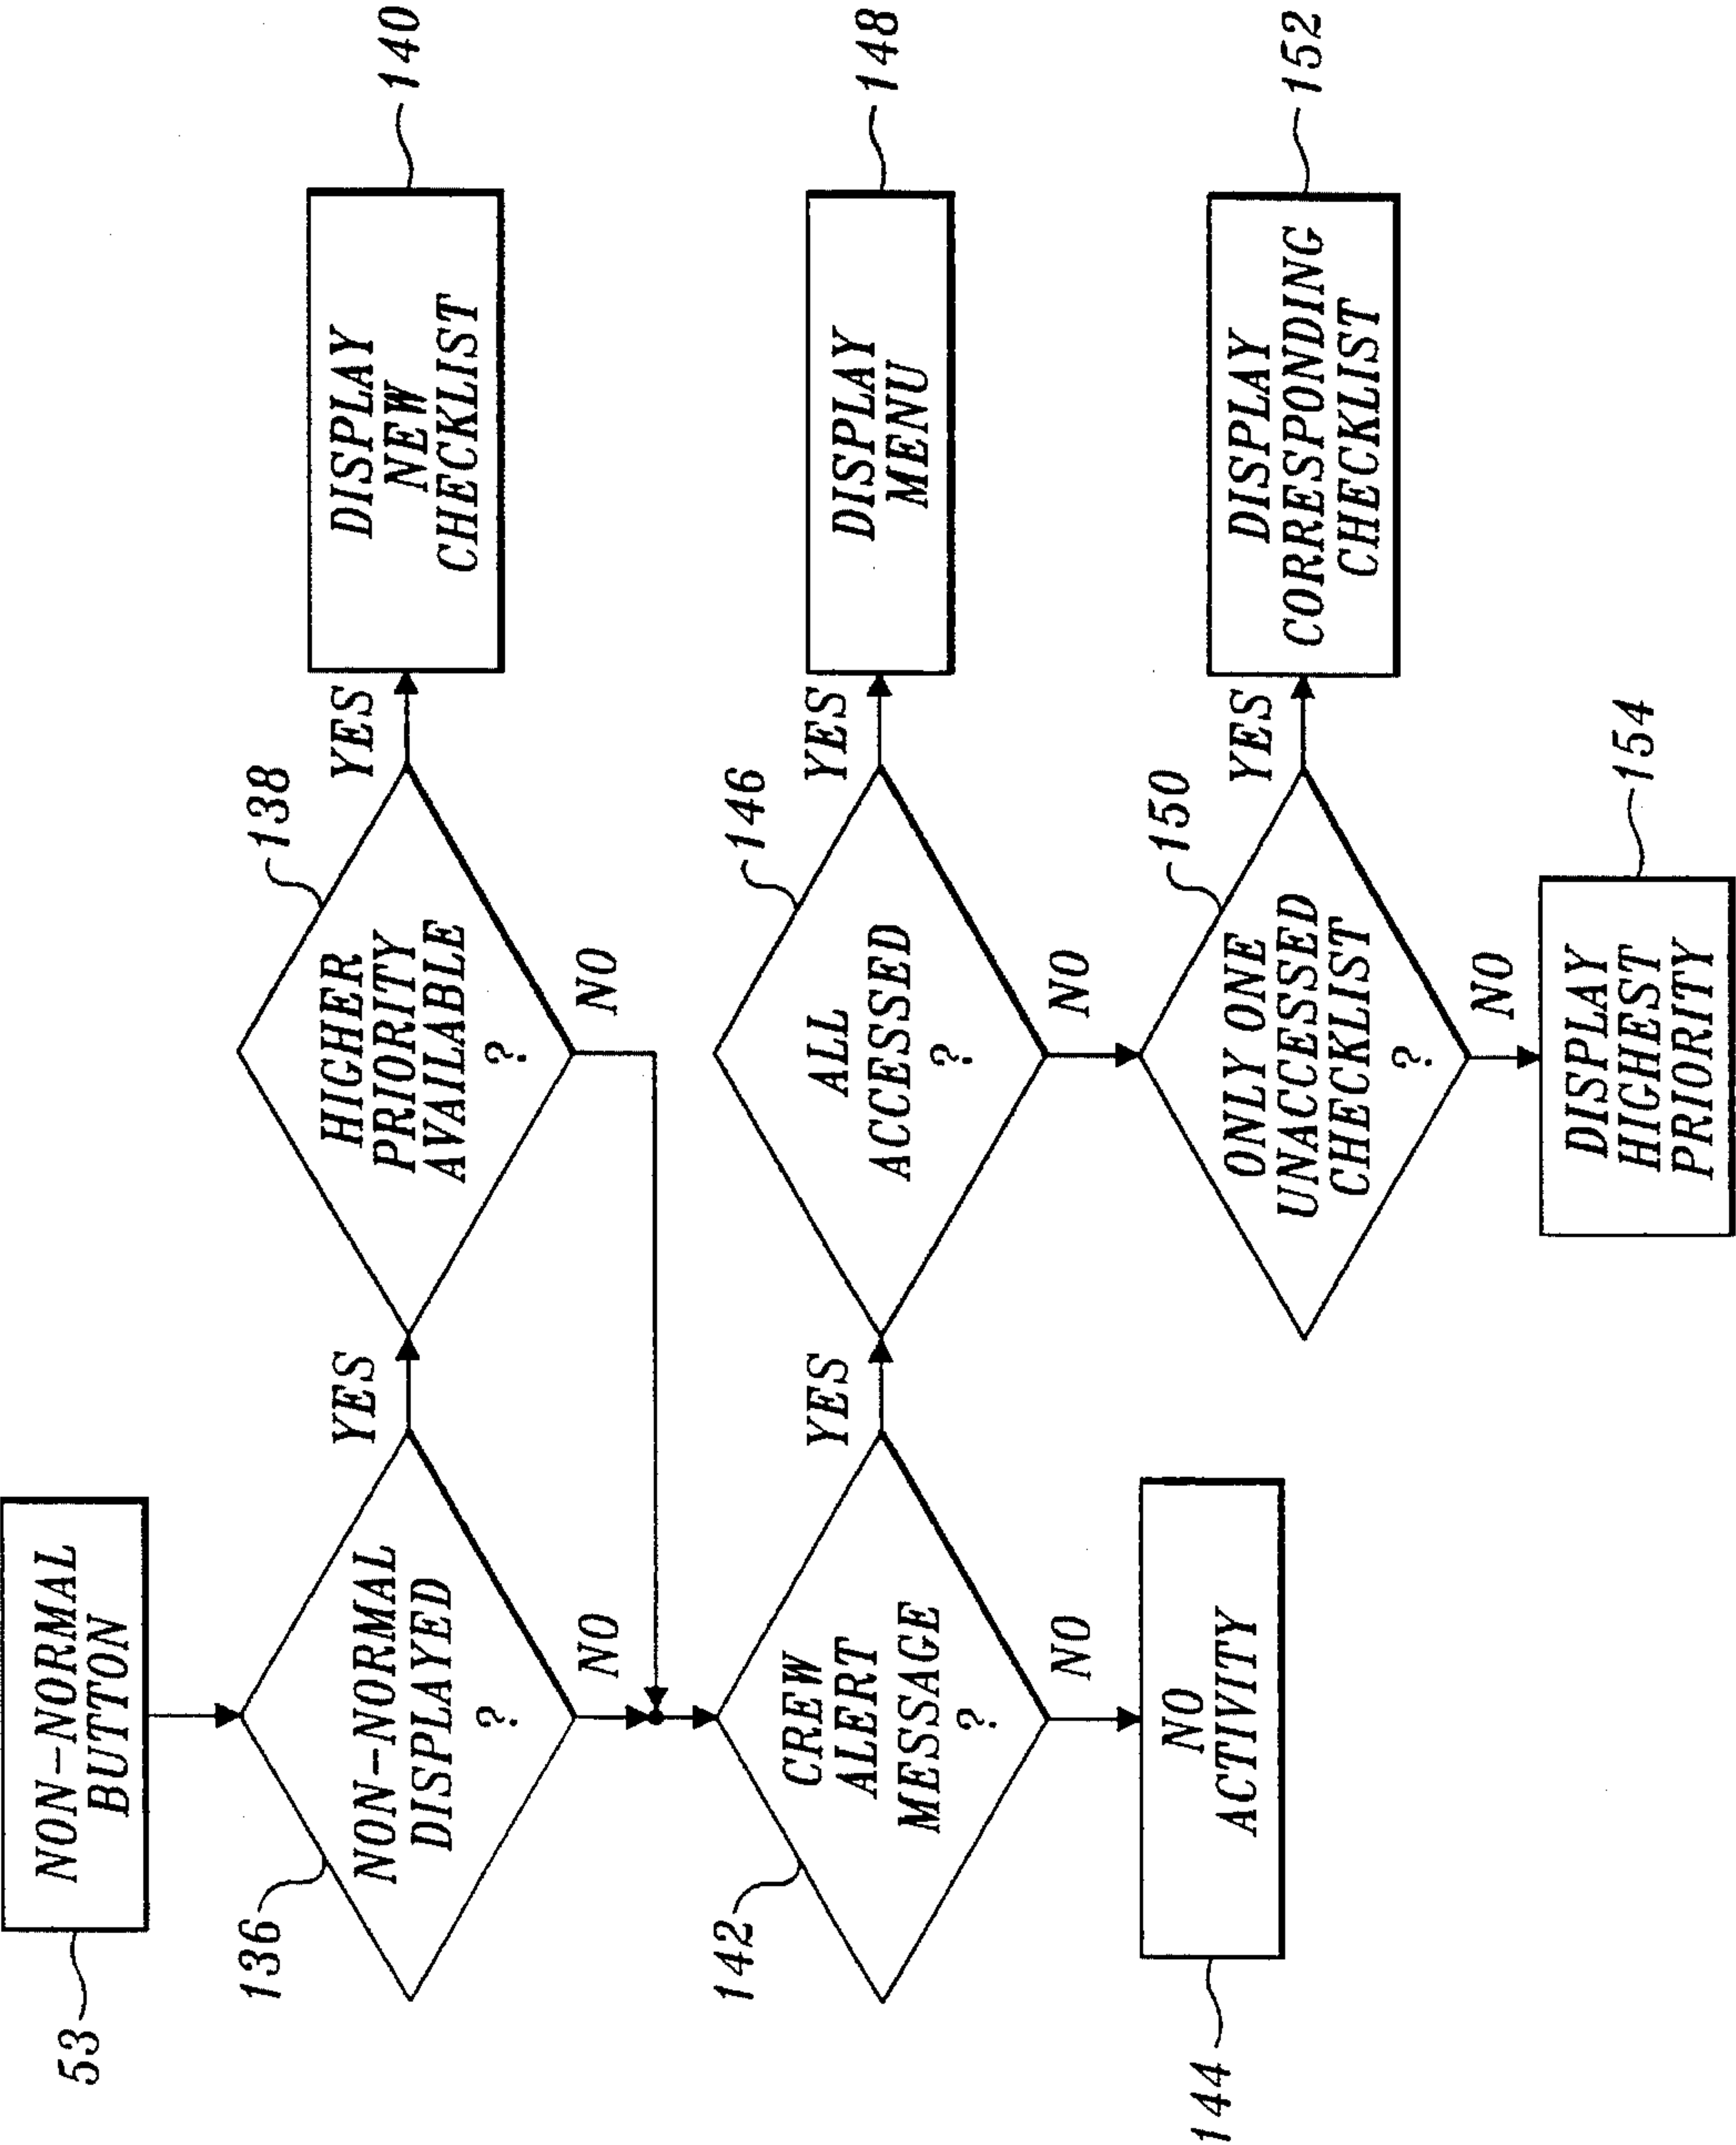 53
NON-NORMAL
BUTTON
136
NON-NORMAL
DISPLAYED
?
YES
NO
138
HIGHER
PRIORITY
AVAILABLE
?
YES
NO
140
DISPLAY
NEW
CHECKLIST
142
CREW
ALERT
MESSAGE
?
YES
NO
144
NO
ACTIVITY
146
ALL
ACCESSED
?
YES
NO
148
DISPLAY
MENU
150
ONLY ONE
UNACCESSED
CHECKLIST
?
YES
NO
152
DISPLAY
CORRESPONDING
CHECKLIST
154
DISPLAY
HIGHEST
PRIORITY